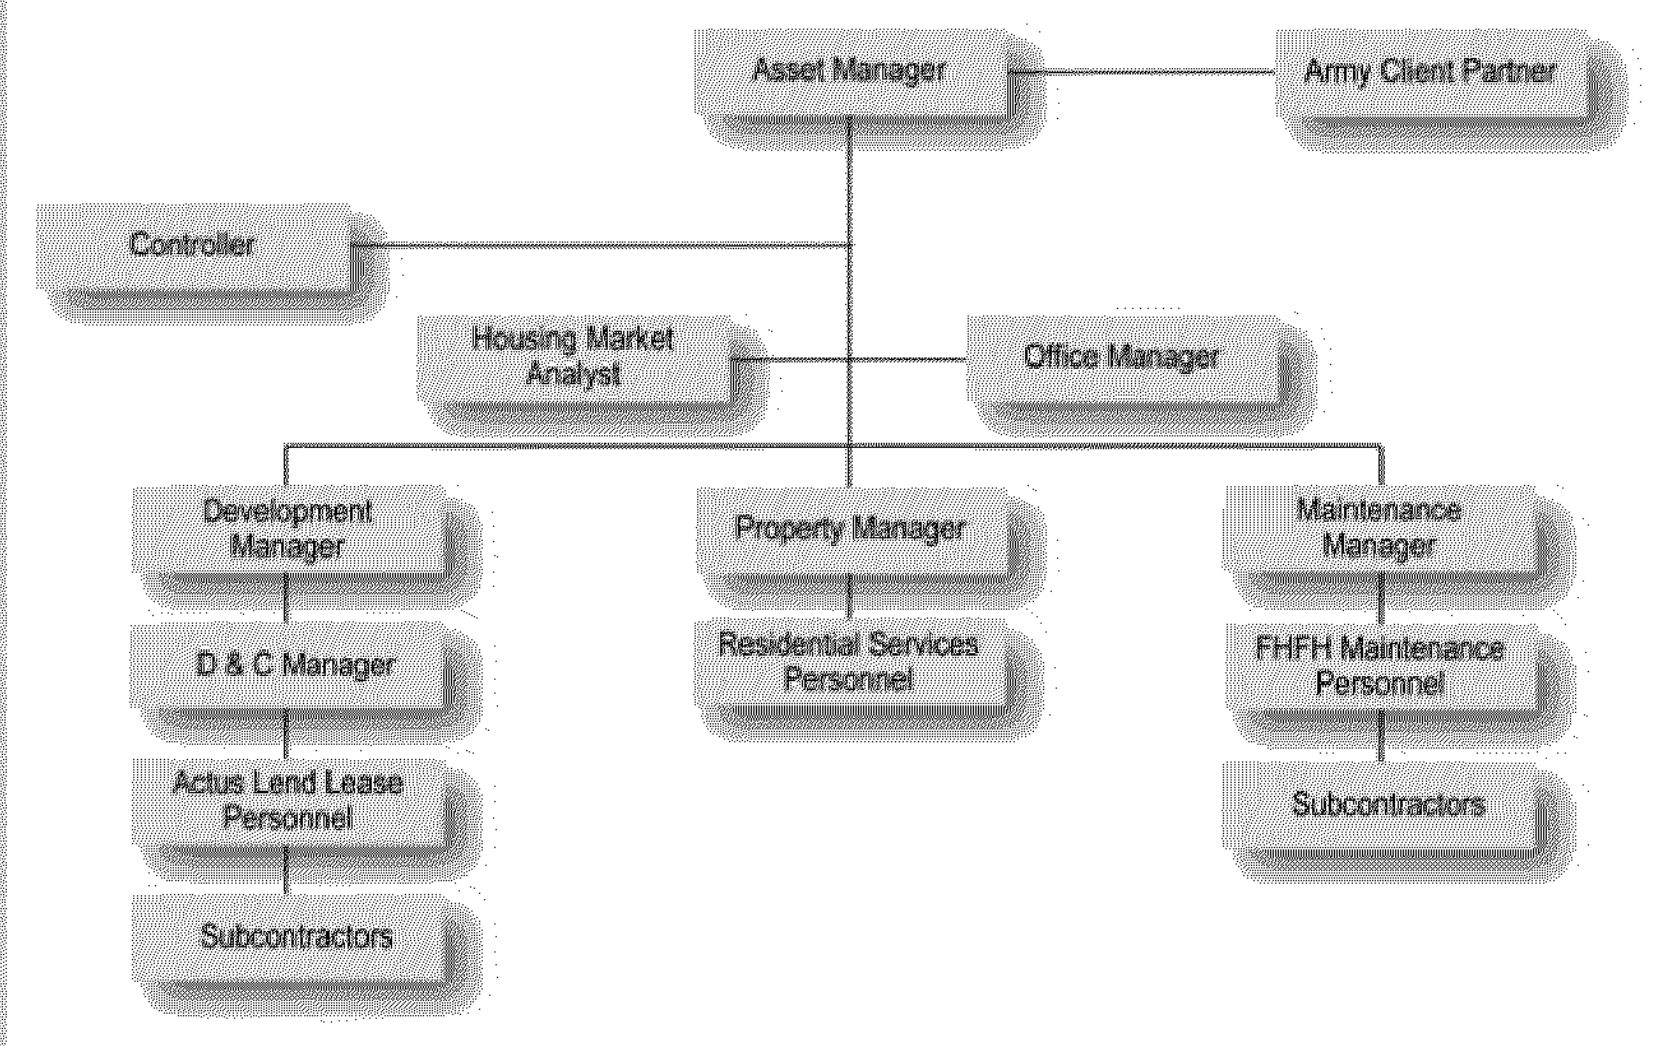 Asset Manager
Army Client Partner
Controller
Housing Market
Analyst
Office Manager
Development
Manager
Property Manager
Maintenance
Manager
D & C Manager
Residential Services
Personnel
FHFH Maintenance
Personnel
Actus Lend Lease
Personnel
Subcontractors
Subcontractors